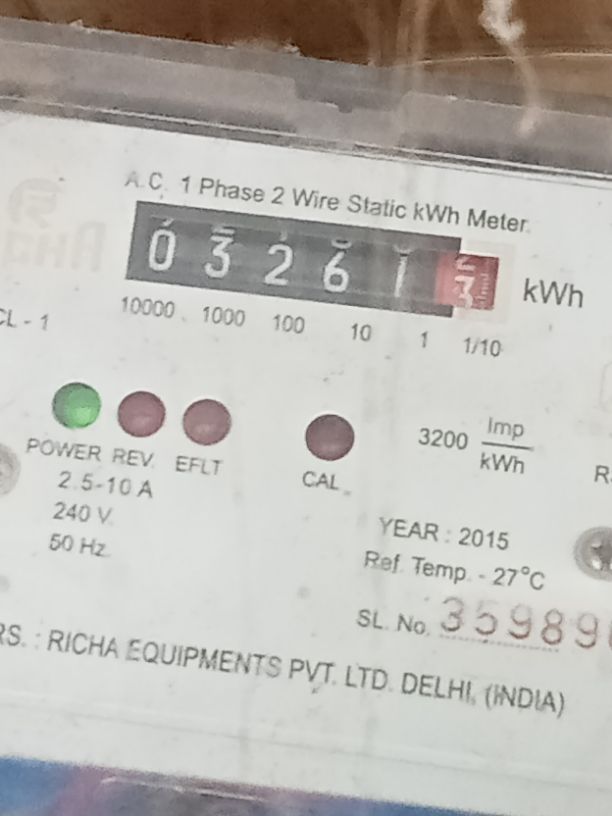 A.C. 1 Phase 2 Wire Static kWh Meter.
0 3 2 6 1 3 kWh
10000 1000 100 10 1 1/10
CL - 1
POWER REV. EFLT
CAL.
3200 Imp/kWh
2.5-10 A
240 V.
50 Hz.
YEAR : 2015
Ref. Temp. - 27°C
SL. No. 35989
RS. : RICHA EQUIPMENTS PVT. LTD. DELHI, (INDIA)